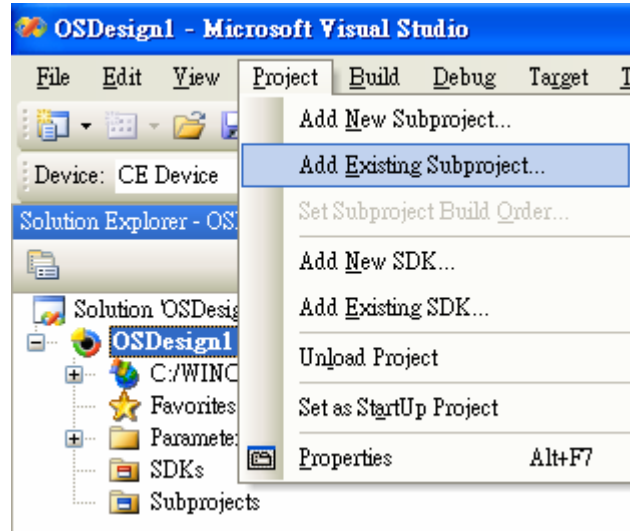 OSDesign1 - Microsoft Visual Studio
File Edit View Project Build Debug Target
Add New Subproject...
Device: CE Device
Add Existing Subproject...
Solution Explorer - OS
Set Subproject Build Order...
Add New SDK...
Solution 'OSDesig
Add Existing SDK...
OSDesign1
Unload Project
C:/WINC
Favorites
Set as StartUp Project
Parameter
Properties Alt+F7
SDKs
Subprojects